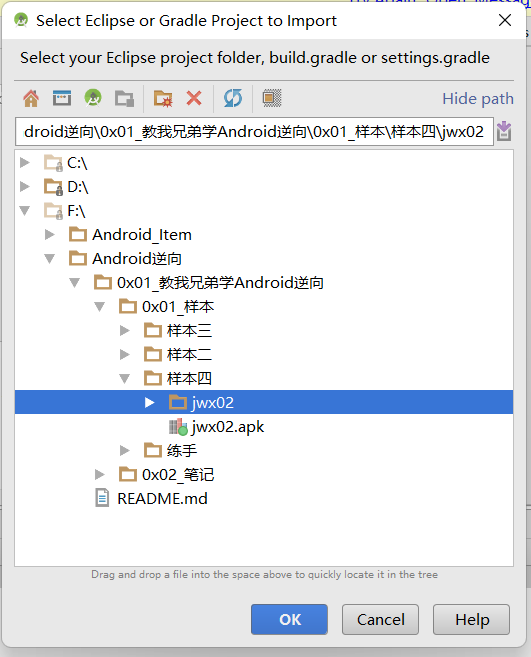 Select Eclipse or Gradle Project to Import
Select your Eclipse project folder, build.gradle or settings.gradle
Hide path
droid逆向\0x01_教我兄弟学Android逆向\0x01_样本\样本四\jwx02
C:\
D:\
F:\
Android_Item
Android逆向
0x01_教我兄弟学Android逆向
0x01_样本
样本三
样本二
样本四
jwx02
jwx02.apk
练手
0x02_笔记
README.md
Drag and drop a file into the space above to quickly locate it in the tree
OK Cancel Help